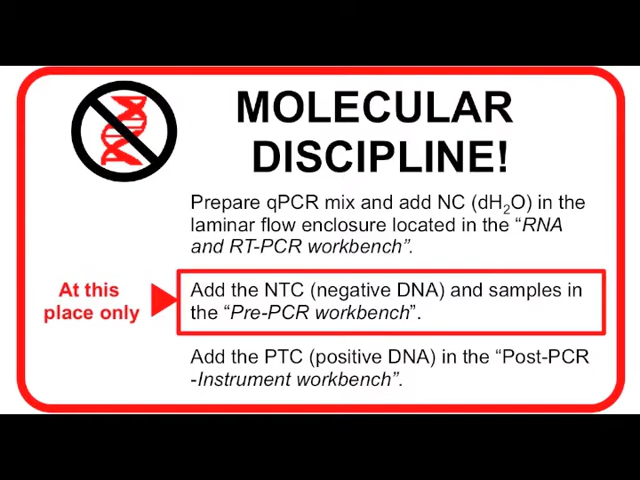 MOLECULAR
DISCIPLINE!
Prepare qPCR mix and add NC (dH₂O) in the
laminar flow enclosure located in the “RNA
and RT-PCR workbench”.
At this
place only
Add the NTC (negative DNA) and samples in
the “Pre-PCR workbench”.
Add the PTC (positive DNA) in the “Post-PCR
-Instrument workbench”.